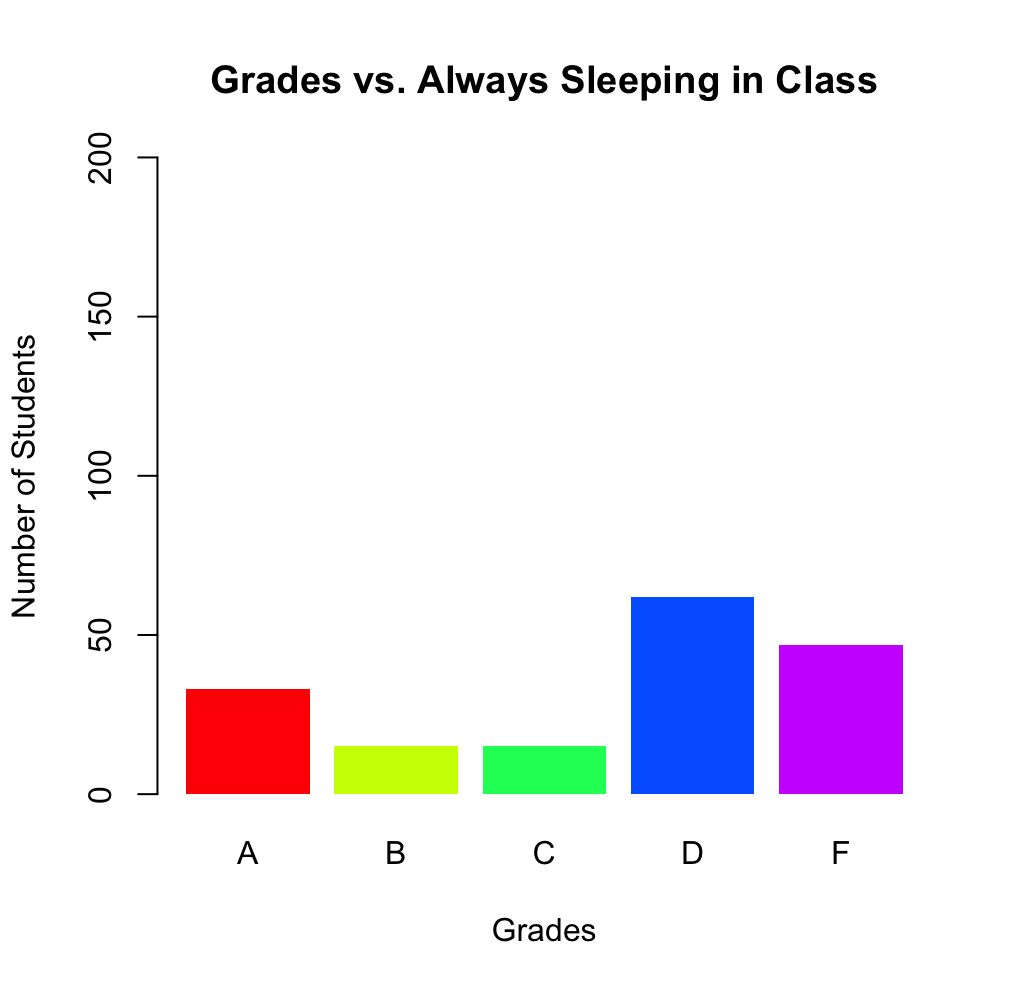 Grades vs. Always Sleeping in Class
200
150
100
50
0
Number of Students
A B C D F
Grades